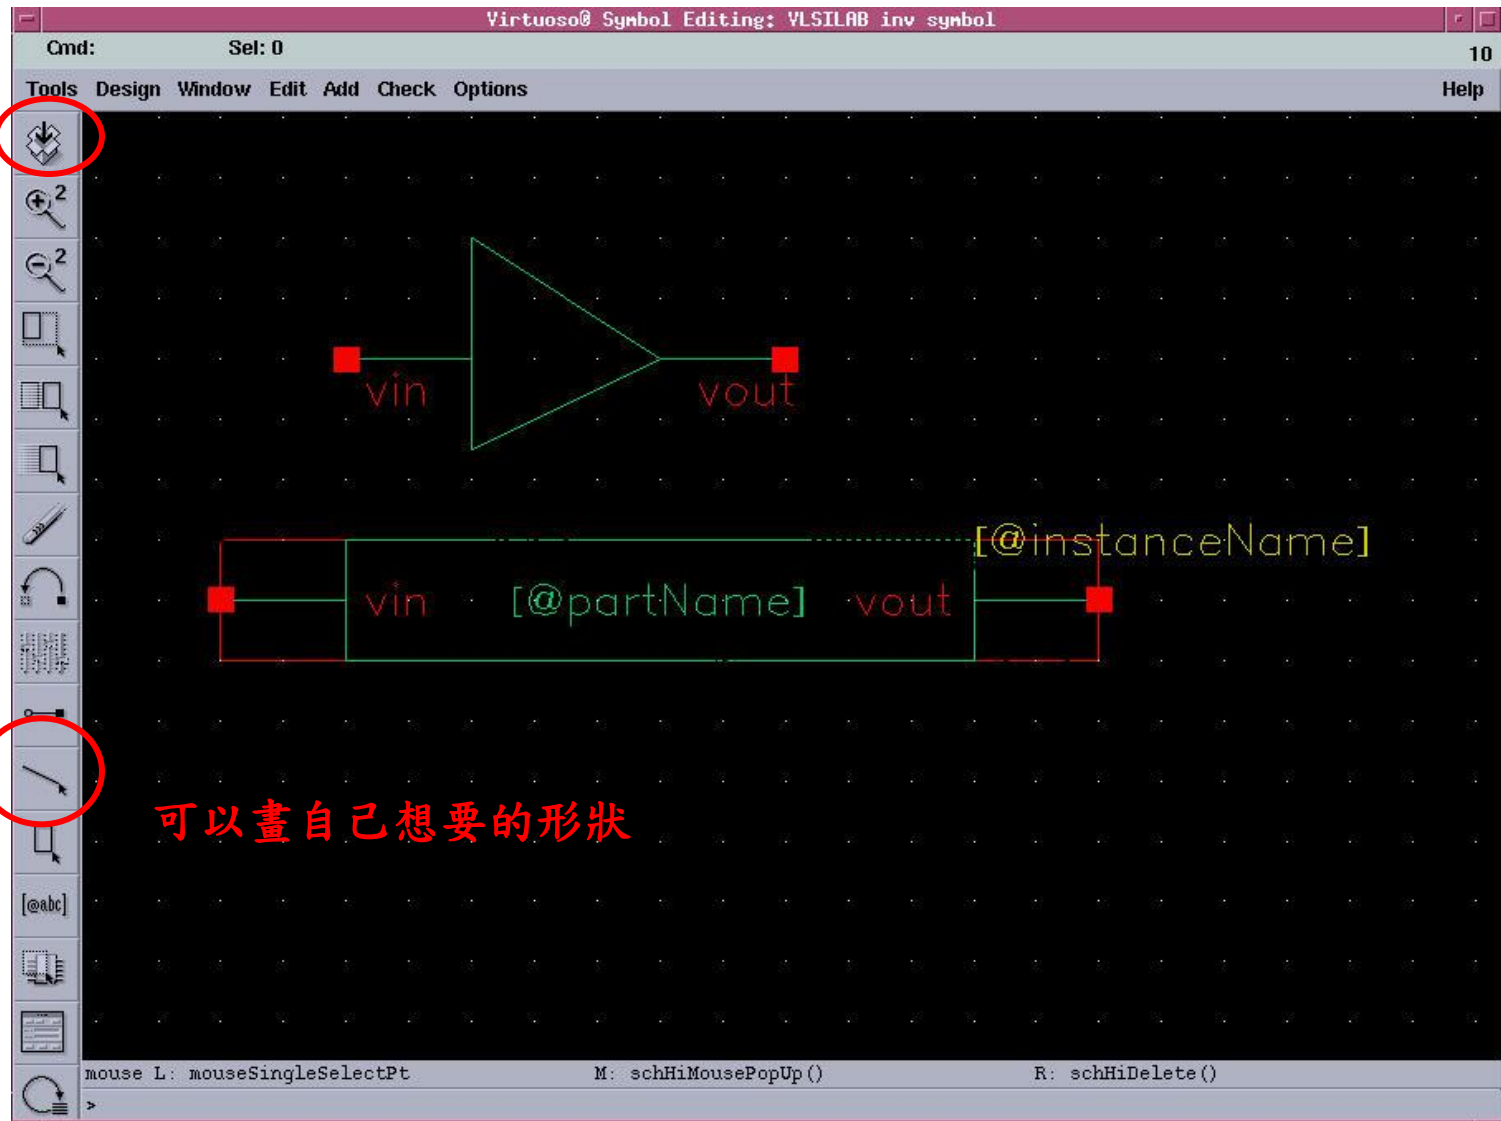 Virtuoso® Symbol Editing: VLSILAB inv symbol
Cmd: Sel: 0
10
Tools Design Window Edit Add Check Options Help
2
2
vin vout
[@instanceName]
vin [@partName] vout
可以畫自己想要的形狀
[@abc]
mouse L: mouseSingleSelectPt M: schHiMousePopUp() R: schHiDelete()
>